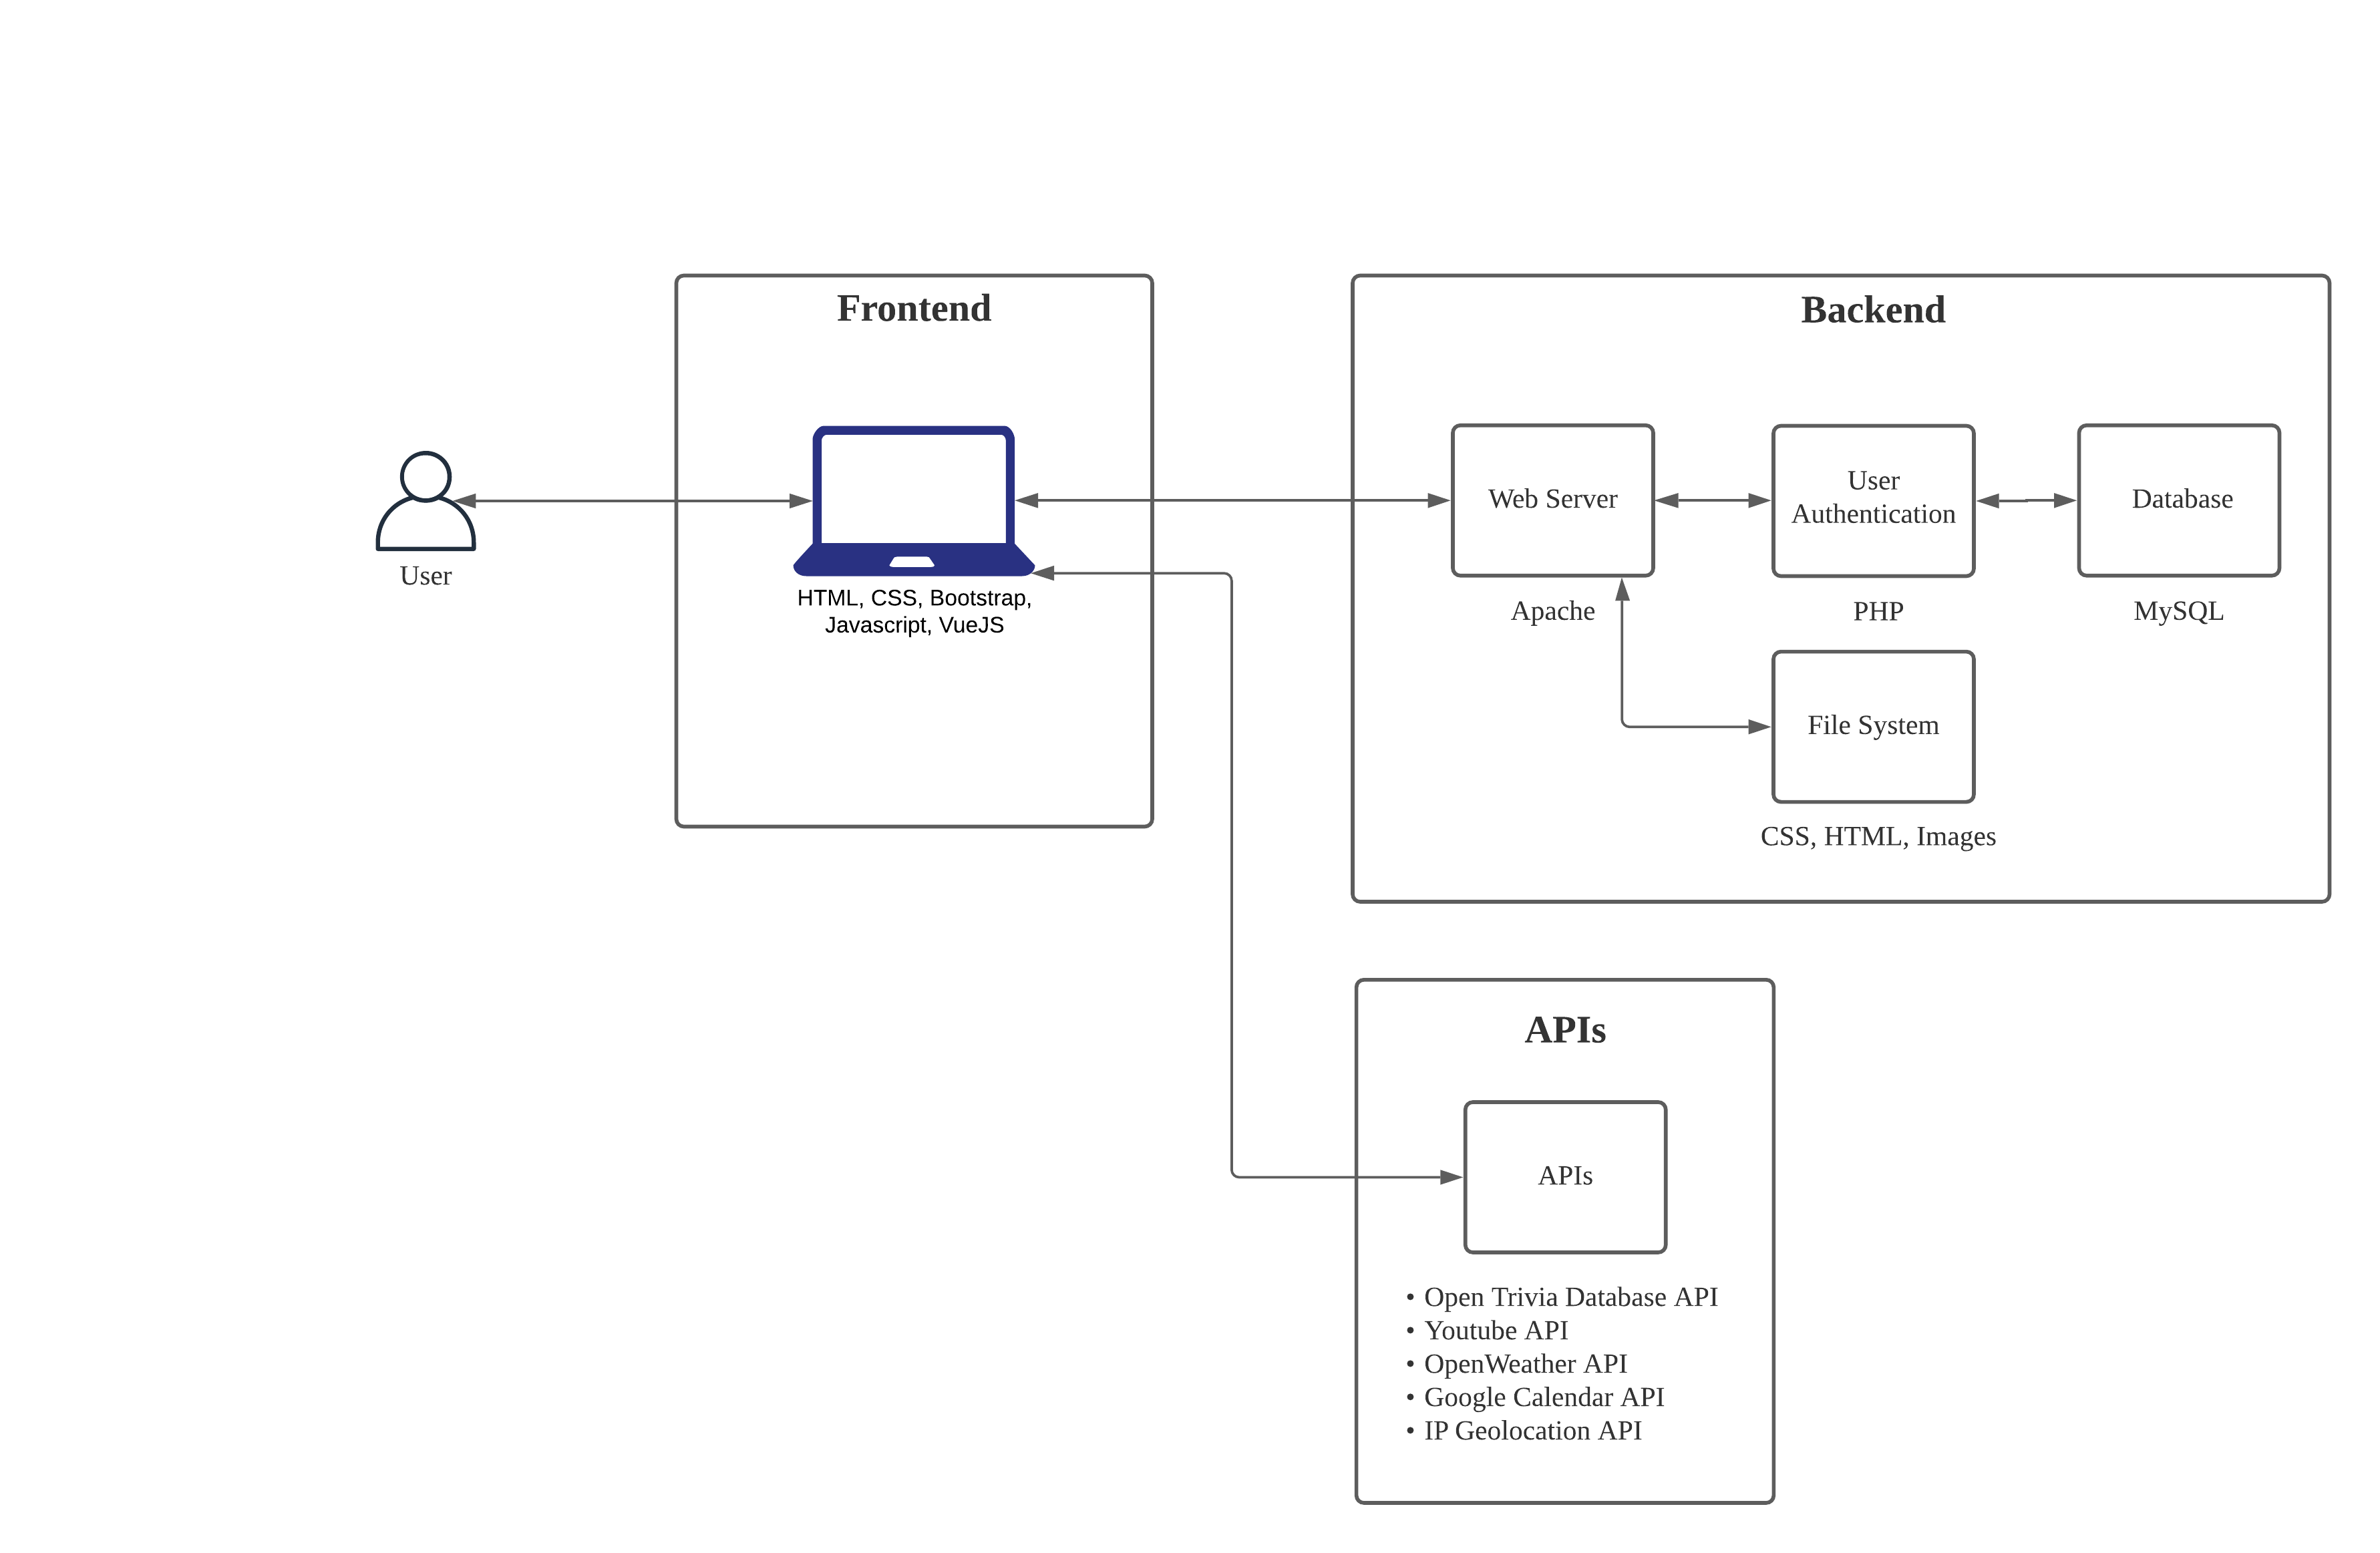 Frontend
Backend
User
HTML, CSS, Bootstrap,
Javascript, VueJS
Web Server
Apache
User
Authentication
PHP
Database
MySQL
File System
CSS, HTML, Images
APIs
APIs
• Open Trivia Database API
• Youtube API
• OpenWeather API
• Google Calendar API
• IP Geolocation API